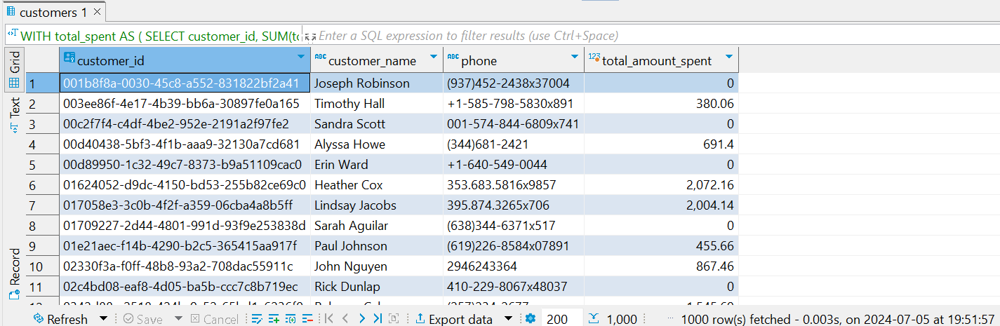 customers 1
WITH total_spent AS ( SELECT customer_id, SUM(to Enter a SQL expression to filter results (use Ctrl+Space)
Grid
Text
Record
customer_id ABC customer_name ABC phone 123 total_amount_spent
1 001b8f8a-0030-45c8-a552-831822bf2a41 Joseph Robinson (937)452-2438x37004 0
2 003ee86f-4e17-4b39-bb6a-30897fe0a165 Timothy Hall +1-585-798-5830x891 380.06
3 00c2f7f4-c4df-4be2-952e-2191a2f97fe2 Sandra Scott 001-574-844-6809x741 0
4 00d40438-5bf3-4f1b-aaa9-32130a7cd681 Alyssa Howe (344)681-2421 691.4
5 00d89950-1c32-49c7-8373-b9a51109cac0 Erin Ward +1-640-549-0044 0
6 01624052-d9dc-4150-bd53-255b82ce69c0 Heather Cox 353.683.5816x9857 2,072.16
7 017058e3-3c0b-4f2f-a359-06cba4a8b5ff Lindsay Jacobs 395.874.3265x706 2,004.14
8 01709227-2d44-4801-991d-93f9e253838d Sarah Aguilar (638)344-6371x517 0
9 01e21aec-f14b-4290-b2c5-365415aa917f Paul Johnson (619)226-8584x07891 455.66
10 02330f3a-f0ff-48b8-93a2-708dac55911c John Nguyen 2946243364 867.46
11 02c4bd08-eaf8-4d05-ba5b-ccc7c8b719ec Rick Dunlap 410-229-8067x48037 0
Refresh Save Cancel Export data 200 1,000 1000 row(s) fetched - 0.003s, on 2024-07-05 at 19:51:57